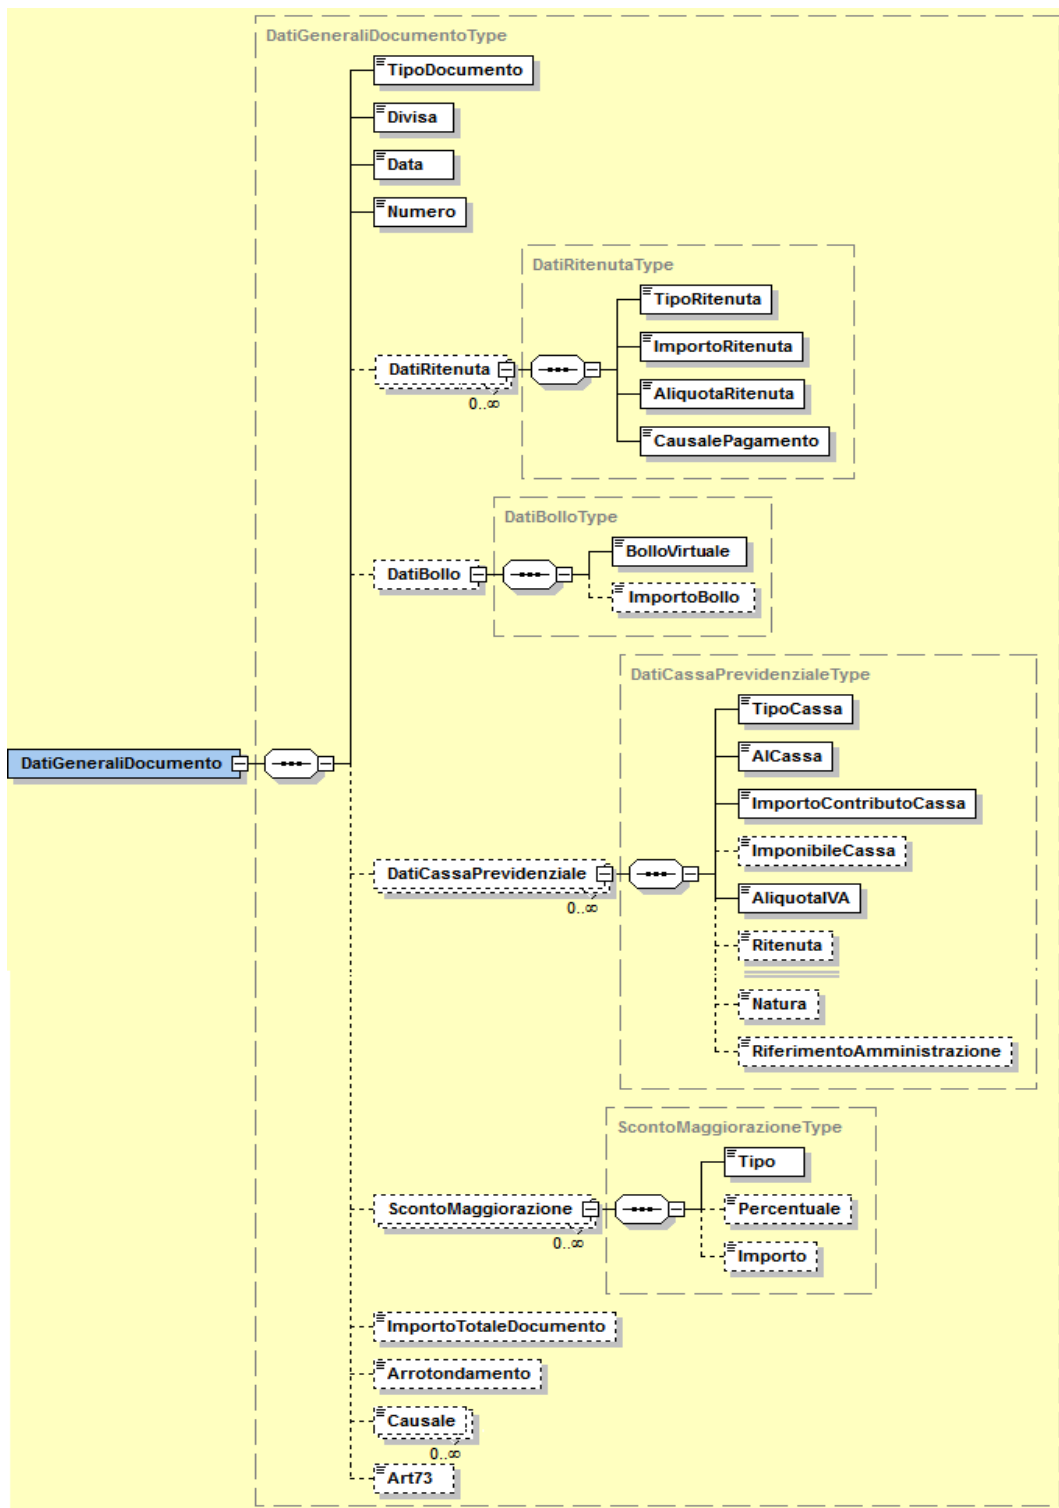 DatiGeneraliDocumentoType
TipoDocumento
Divisa
Data
Numero
DatiRitenutaType
TipoRitenuta
ImportoRitenuta
DatiRitenuta
0..∞
AliquotaRitenuta
CausalePagamento
DatiBolloType
BolloVirtuale
DatiBollo
ImportoBollo
DatiCassaPrevidenzialeType
TipoCassa
AlCassa
DatiGeneraliDocumento
ImportoContributoCassa
ImponibileCassa
DatiCassaPrevidenziale
0..∞
AliquotaIVA
Ritenuta
Natura
RiferimentoAmministrazione
ScontoMaggiorazioneType
Tipo
ScontoMaggiorazione
0..∞
Percentuale
Importo
ImportoTotaleDocumento
Arrotondamento
Causale
0..∞
Art73